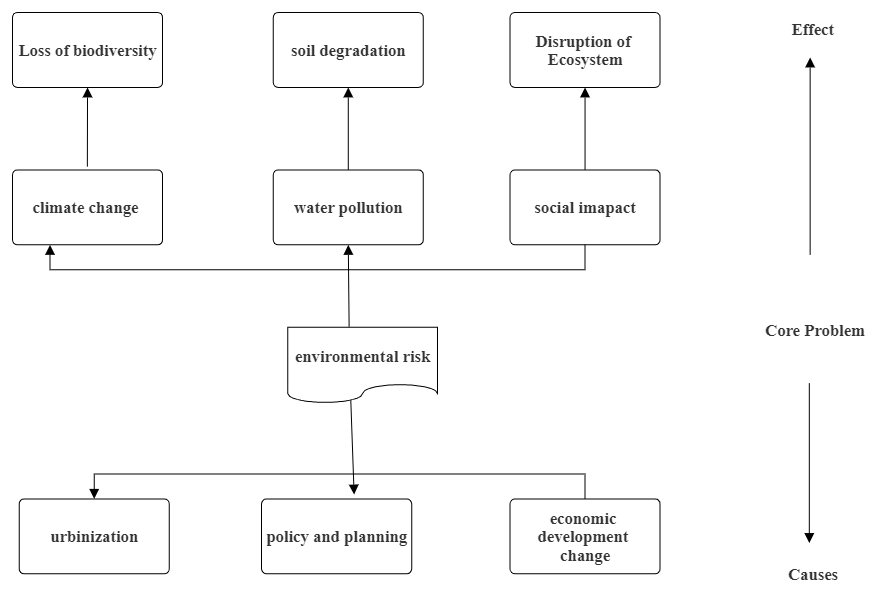 Loss of biodiversity
soil degradation
Disruption of
Ecosystem
Effect
climate change
water pollution
social imapact
Core Problem
environmental risk
urbinization
policy and planning
economic
development
change
Causes